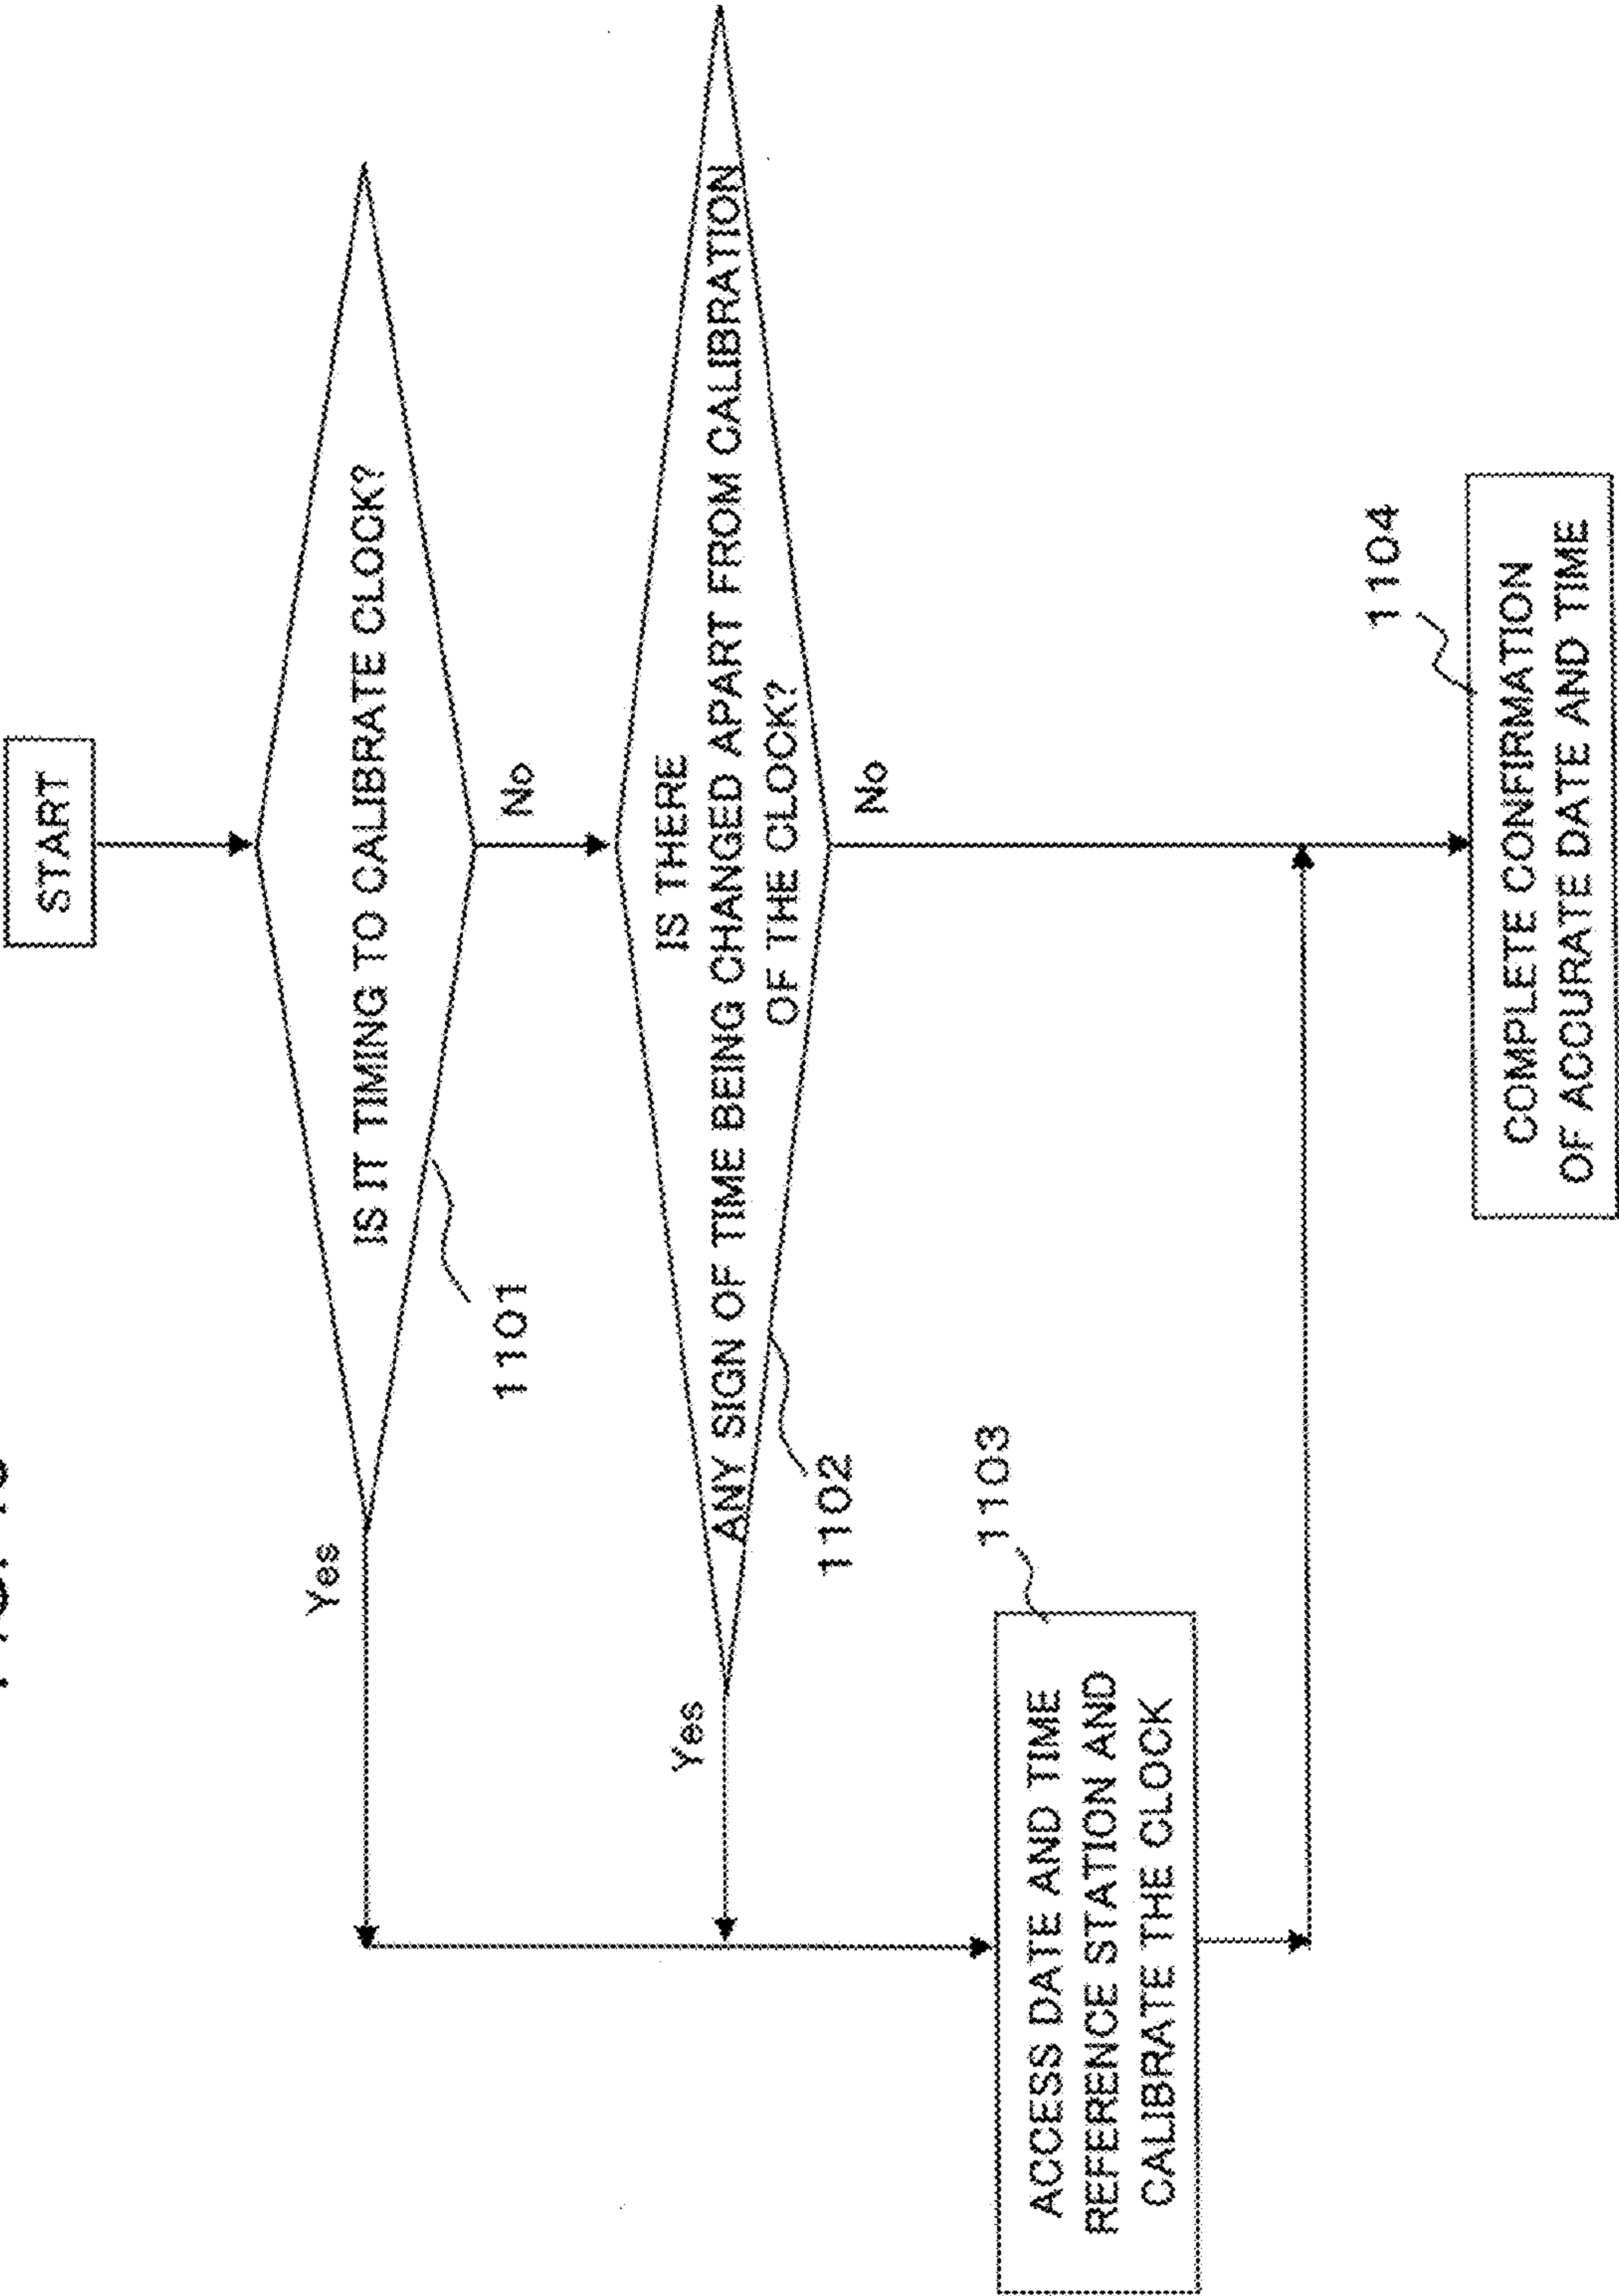 START
IS IT TIMING TO CALIBRATE CLOCK?
Yes
No
1101
IS THERE
ANY SIGN OF TIME BEING CHANGED APART FROM CALIBRATION
OF THE CLOCK?
Yes
No
1102
1103
ACCESS DATE AND TIME
REFERENCE STATION AND
CALIBRATE THE CLOCK
1104
COMPLETE CONFIRMATION
OF ACCURATE DATE AND TIME